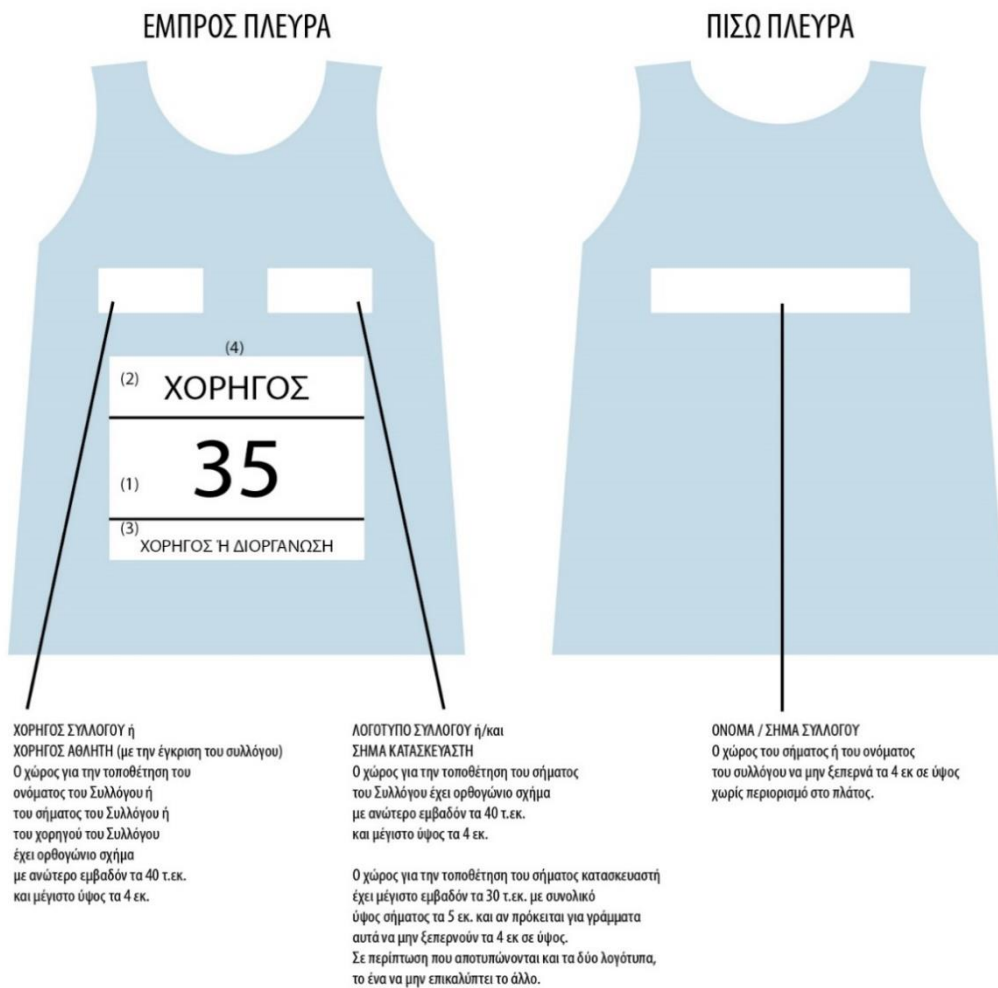 ΕΜΠΡΟΣ ΠΛΕΥΡΑ
ΠΙΣΩ ΠΛΕΥΡΑ
(4)
(2) ΧΟΡΗΓΟΣ
(1) 35
(3)
ΧΟΡΗΓΟΣ Ή ΔΙΟΡΓΑΝΩΣΗ
ΧΟΡΗΓΟΣ ΣΥΛΛΟΓΟΥ ή
ΧΟΡΗΓΟΣ ΑΘΛΗΤΗ (με την έγκριση του συλλόγου)
Ο χώρος για την τοποθέτηση του
ονόματος του Συλλόγου ή
του σήματος του Συλλόγου ή
του χορηγού του Συλλόγου
έχει ορθογώνιο σχήμα
με ανώτερο εμβαδόν τα 40 τ.εκ.
και μέγιστο ύψος τα 4 εκ.
ΛΟΓΟΤΥΠΟ ΣΥΛΛΟΓΟΥ ή/και
ΣΗΜΑ ΚΑΤΑΣΚΕΥΑΣΤΗ
Ο χώρος για την τοποθέτηση του σήματος
του Συλλόγου έχει ορθογώνιο σχήμα
με ανώτερο εμβαδόν τα 40 τ.εκ.
και μέγιστο ύψος τα 4 εκ.
Ο χώρος για την τοποθέτηση του σήματος κατασκευαστή
έχει μέγιστο εμβαδόν τα 30 τ.εκ. με συνολικό
ύψος σήματος τα 5 εκ. και αν πρόκειται για γράμματα
αυτά να μην ξεπερνούν τα 4 εκ σε ύψος.
Σε περίπτωση που αποτυπώνονται και τα δύο λογότυπα,
το ένα να μην επικαλύπτει το άλλο.
ΟΝΟΜΑ / ΣΗΜΑ ΣΥΛΛΟΓΟΥ
Ο χώρος του σήματος ή του ονόματος
του συλλόγου να μην ξεπερνά τα 4 εκ σε ύψος
χωρίς περιορισμό στο πλάτος.